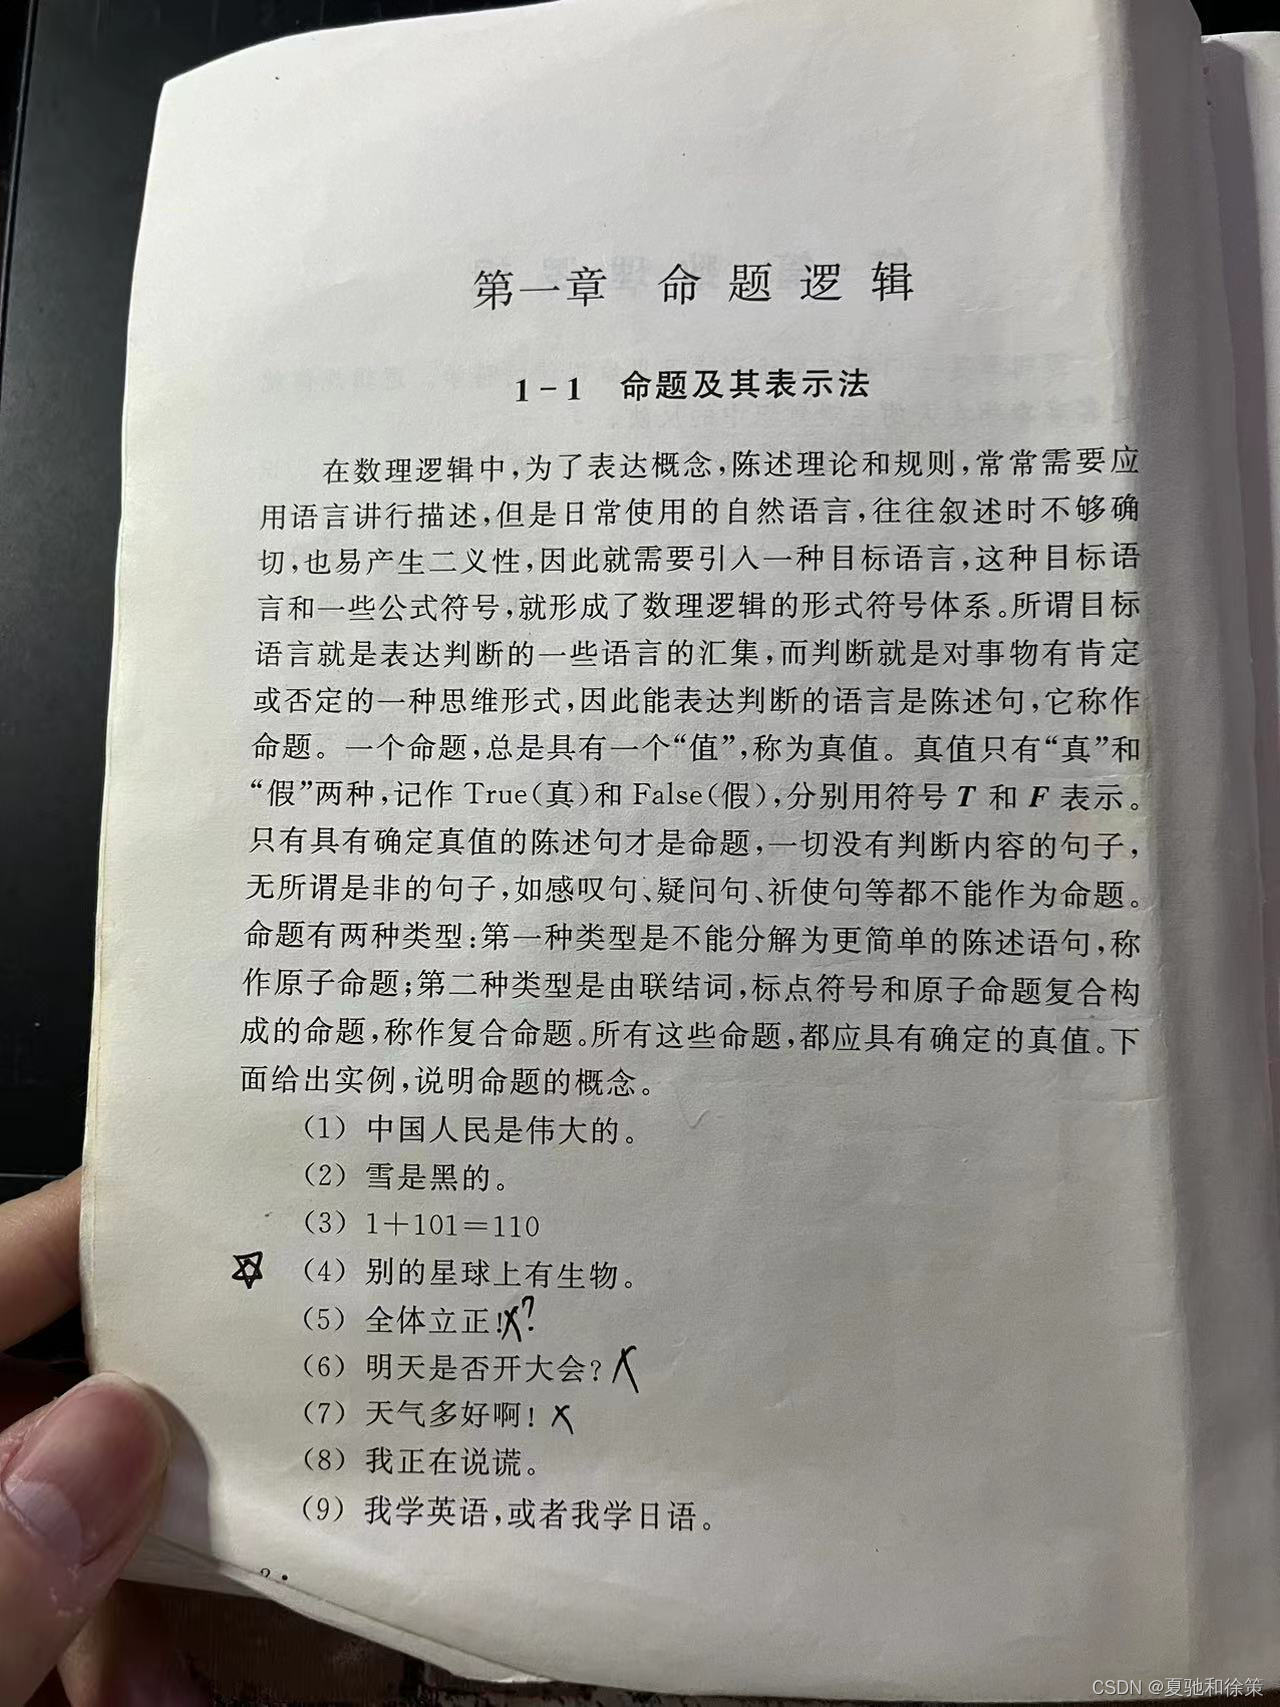 第一章 命题逻辑
1-1 命题及其表示法
在数理逻辑中,为了表达概念,陈述理论和规则,常常需要应
用语言讲行描述,但是日常使用的自然语言,往往叙述时不够确
切,也易产生二义性,因此就需要引入一种目标语言,这种目标语
言和一些公式符号,就形成了数理逻辑的形式符号体系。所谓目标
语言就是表达判断的一些语言的汇集,而判断就是对事物有肯定
或否定的一种思维形式,因此能表达判断的语言是陈述句,它称作
命题。一个命题,总是具有一个“值”,称为真值。真值只有“真”和
“假”两种,记作 True(真)和 False(假),分别用符号 T 和 F 表示。
只有具有确定真值的陈述句才是命题,一切没有判断内容的句子,
无所谓是非的句子,如感叹句、疑问句、祈使句等都不能作为命题。
命题有两种类型:第一种类型是不能分解为更简单的陈述语句,称
作原子命题;第二种类型是由联结词,标点符号和原子命题复合构
成的命题,称作复合命题。所有这些命题,都应具有确定的真值。下
面给出实例,说明命题的概念。
(1) 中国人民是伟大的。
(2) 雪是黑的。
(3) 1+101=110
(4) 别的星球上有生物。
(5) 全体立正!x?
(6) 明天是否开大会? x
(7) 天气多好啊! x
(8) 我正在说谎。
(9) 我学英语,或者我学日语。
CSDN @夏驰和徐策